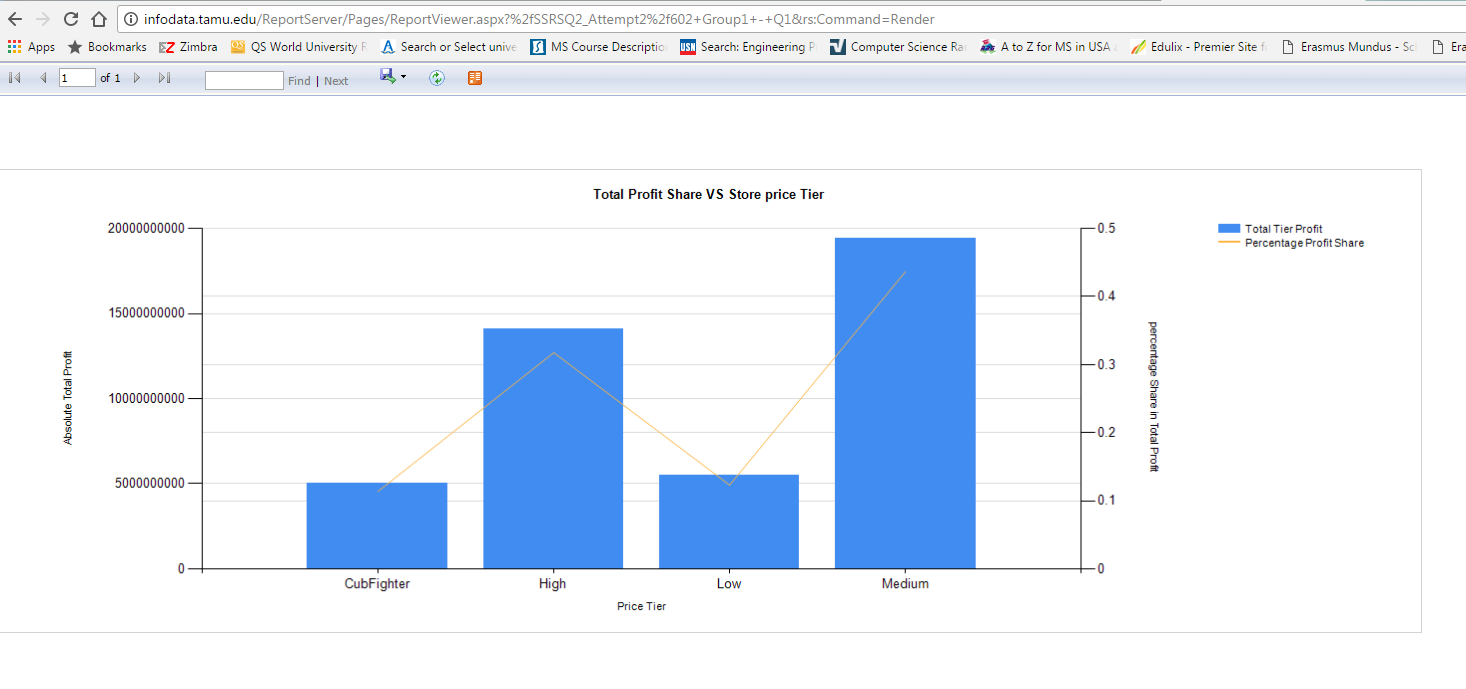 infodata.tamu.edu/ReportServer/Pages/ReportViewer.aspx?%2fSSRSQ2_Attempt2%2f602+Group1+-+Q1&rs:Command=Render
Apps Bookmarks Zimbra QS World University R Search or Select unive MS Course Descriptio Search: Engineering P Computer Science Ra A to Z for MS in USA Edulix - Premier Site f Erasmus Mundus - Sc Era
1 of 1 Find | Next
Total Profit Share VS Store price Tier
Total Tier Profit
Percentage Profit Share
Absolute Total Profit
20000000000
15000000000
10000000000
5000000000
0
0.5
0.4
0.3
0.2
0.1
0
percentage Share in Total Profit
CubFighter High Low Medium
Price Tier